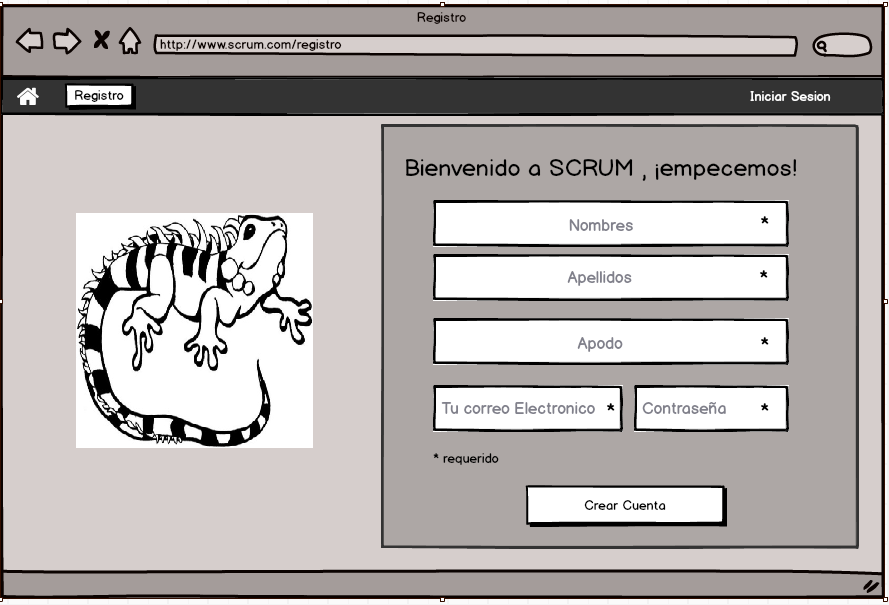 Registro
http://www.scrum.com/registro
Registro
Iniciar Sesion
Bienvenido a SCRUM , ¡empecemos!
Nombres *
Apellidos *
Apodo *
Tu correo Electronico * Contraseña *
* requerido
Crear Cuenta